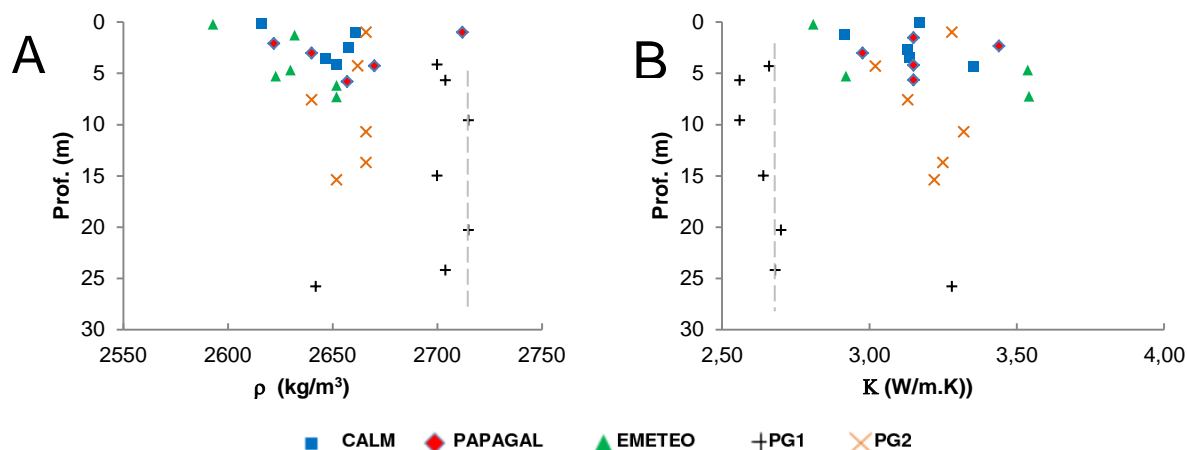 A
0
5
10
15
20
25
30
Prof. (m)
2550 2600 2650 2700 2750
ρ (kg/m³)
B
0
5
10
15
20
25
30
Prof. (m)
2,50 3,00 3,50 4,00
K (W/m.K))
CALM PAPAGAL EMETEO PG1 PG2